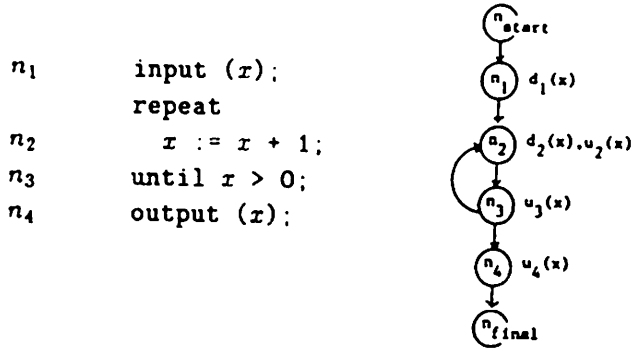 n1 input (x);
repeat
n2 x := x + 1;
n3 until x > 0;
n4 output (x);
nstart
n1 d1(x)
n2 d2(x),u2(x)
n3 u3(x)
n4 u4(x)
nfinal